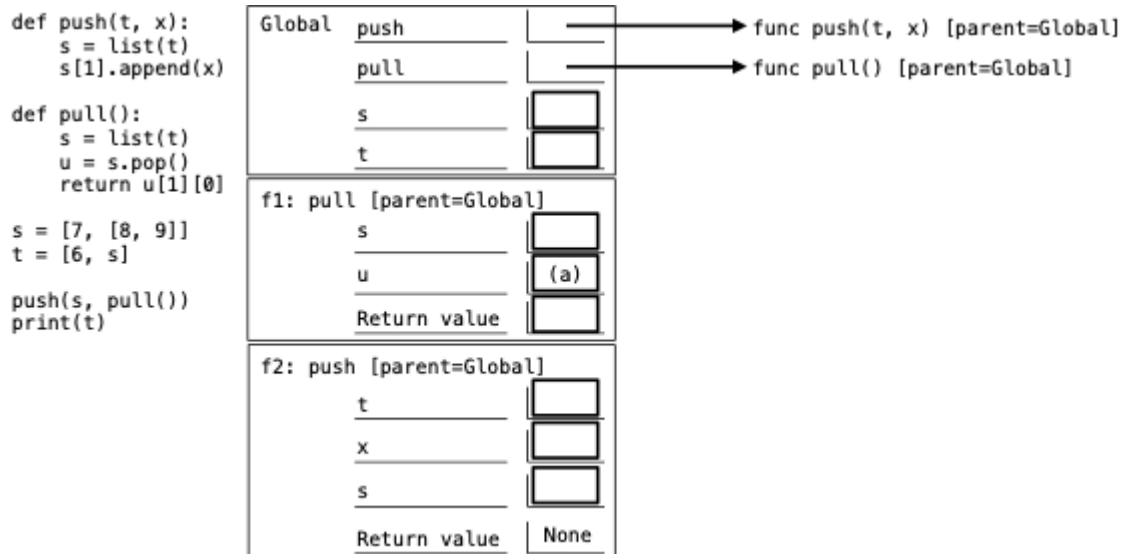 def push(t, x):
    s = list(t)
    s[1].append(x)
def pull():
    s = list(t)
    u = s.pop()
    return u[1][0]
s = [7, [8, 9]]
t = [6, s]
push(s, pull())
print(t)
Global push
func push(t, x) [parent=Global]
pull
func pull() [parent=Global]
s
t
f1: pull [parent=Global]
s
u (a)
Return value
f2: push [parent=Global]
t
x
s
Return value None